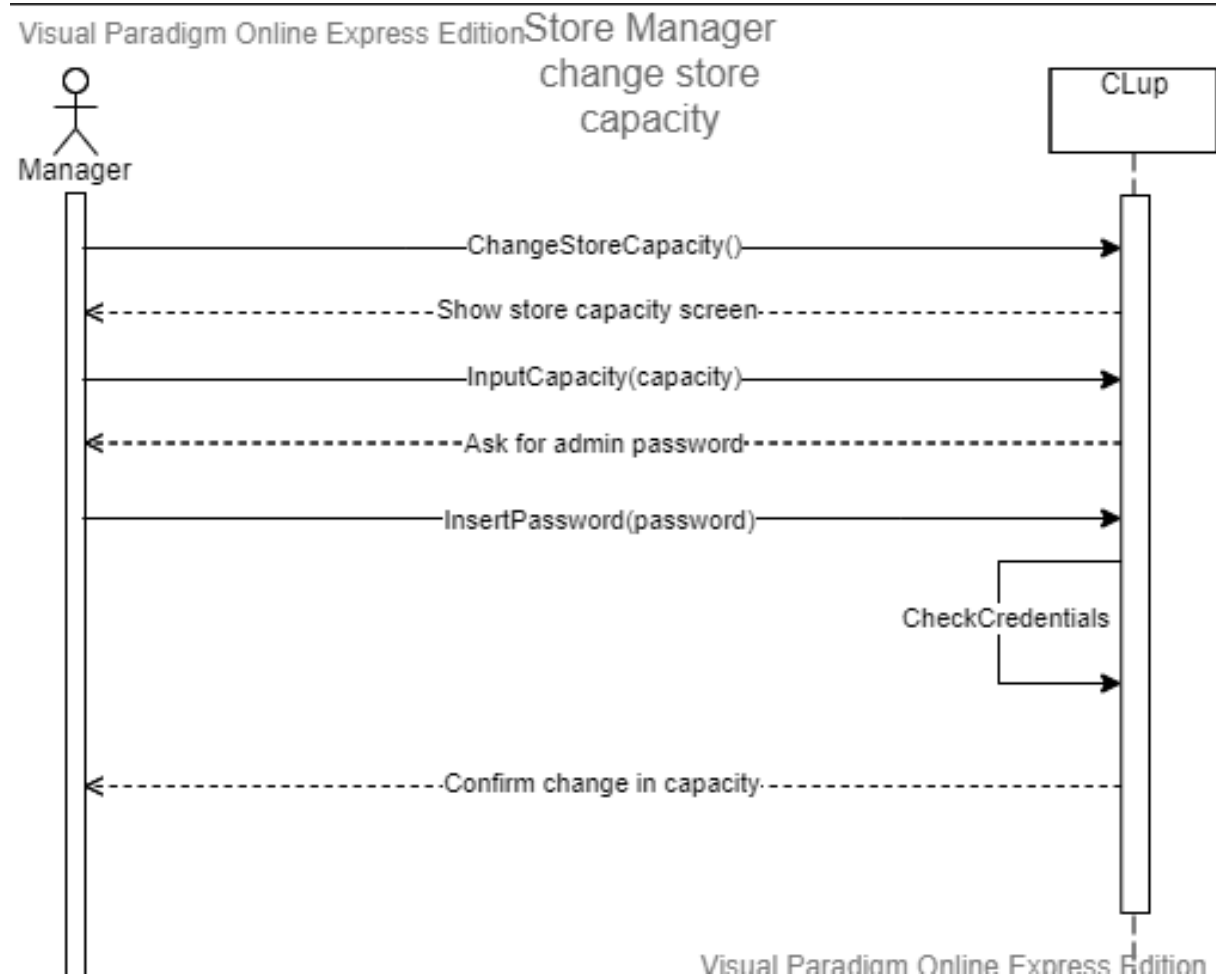 Visual Paradigm Online Express Edition
Store Manager
change store
capacity
CLup
Manager
ChangeStoreCapacity()
Show store capacity screen
InputCapacity(capacity)
Ask for admin password
InsertPassword(password)
CheckCredentials
Confirm change in capacity
Visual Paradigm Online Express Edition